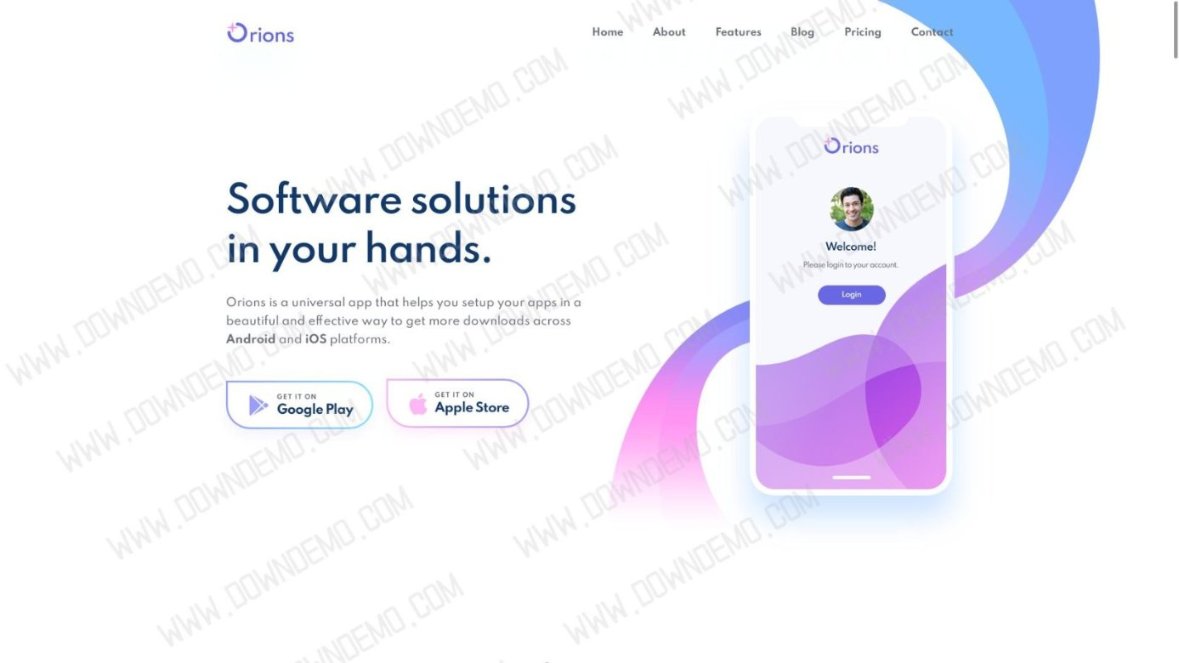 Orions
Home About Features Blog Pricing Contact
Orions
Software solutions
in your hands.
Welcome!
Please login to your account.
Login
Orions is a universal app that helps you setup your apps in a
beautiful and effective way to get more downloads across
Android and iOS platforms.
GET IT ON
Google Play
GET IT ON
Apple Store
WWW.DOWNDEMO.COM